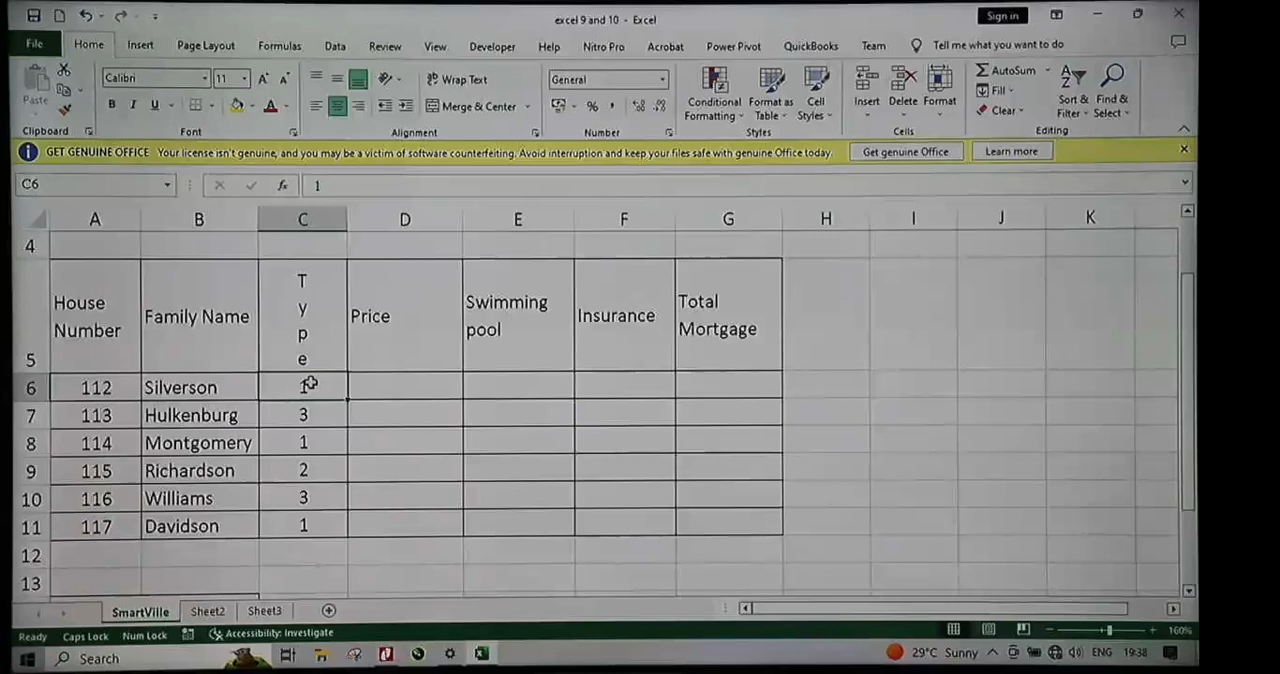 excel 9 and 10 - Excel
Sign in
File Home Insert Page Layout Formulas Data Review View Developer Help Nitro Pro Acrobat Power Pivot QuickBooks Team Tell me what you want to do
Paste
Calibri 11
Wrap Text
General
Conditional Formatting
Format as Table
Cell Styles
Insert
Delete
Format
AutoSum
Fill
Clear
Sort & Filter
Find & Select
B I U
Merge & Center
Clipboard Font Alignment Number Styles Cells Editing
GET GENUINE OFFICE Your license isn't genuine, and you may be a victim of software counterfeiting. Avoid interruption and keep your files safe with genuine Office today. Get genuine Office Learn more
C6 fx 1
A B C D E F G H I J K
4
5 House Number Family Name Type Price Swimming pool Insurance Total Mortgage
6 112 Silverson 1
7 113 Hulkenburg 3
8 114 Montgomery 1
9 115 Richardson 2
10 116 Williams 3
11 117 Davidson 1
12
13
SmartVille Sheet2 Sheet3
Ready Caps Lock Num Lock Accessibility: Investigate 160%
Search 29°C Sunny ENG 19:38